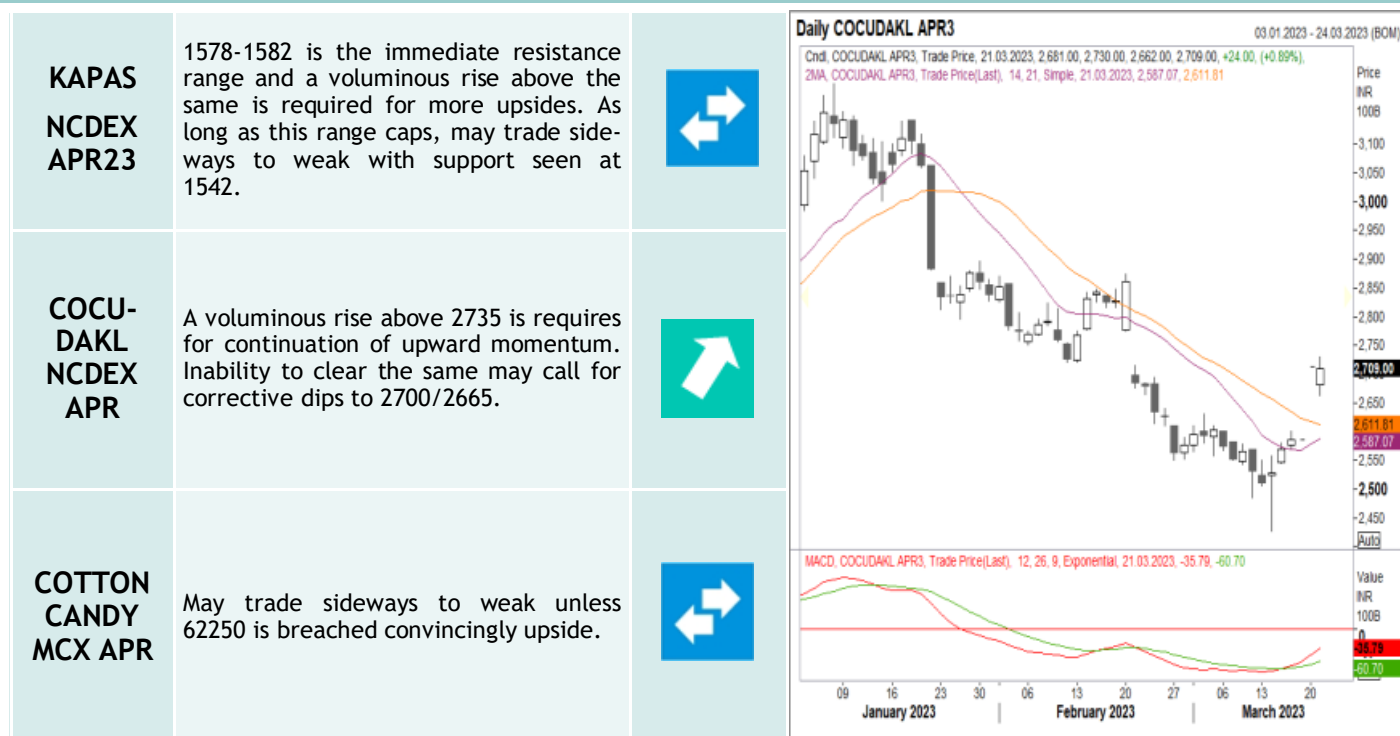 KAPAS
NCDEX
APR23
1578-1582 is the immediate resistance
range and a voluminous rise above the
same is required for more upsides. As
long as this range caps, may trade side-
ways to weak with support seen at
1542.
COCU-
DAKL
NCDEX
APR
A voluminous rise above 2735 is requires
for continuation of upward momentum.
Inability to clear the same may call for
corrective dips to 2700/2665.
COTTON
CANDY
MCX APR
May trade sideways to weak unless
62250 is breached convincingly upside.
Daily COCUDAKL APR3
03.01.2023 - 24.03.2023 (BOM)
Cndl, COCUDAKL APR3, Trade Price, 21.03.2023, 2,681.00, 2,730.00, 2,662.00, 2,709.00, +24.00, (+0.89%),
2MA, COCUDAKL APR3, Trade Price(Last), 14, 21, Simple, 21.03.2023, 2,587.07, 2,611.81
Price
INR
100B
3,100
3,050
3,000
2,950
2,900
2,850
2,800
2,750
2,709.00
2,650
2,611.81
2,587.07
2,550
2,500
2,450
Auto
MACD, COCUDAKL APR3, Trade Price(Last), 12, 26, 9, Exponential, 21.03.2023, -35.79, -60.70
Value
INR
100B
0
-35.79
-60.70
09 16 23 30 06 13 20 27 06 13 20
January 2023 February 2023 March 2023